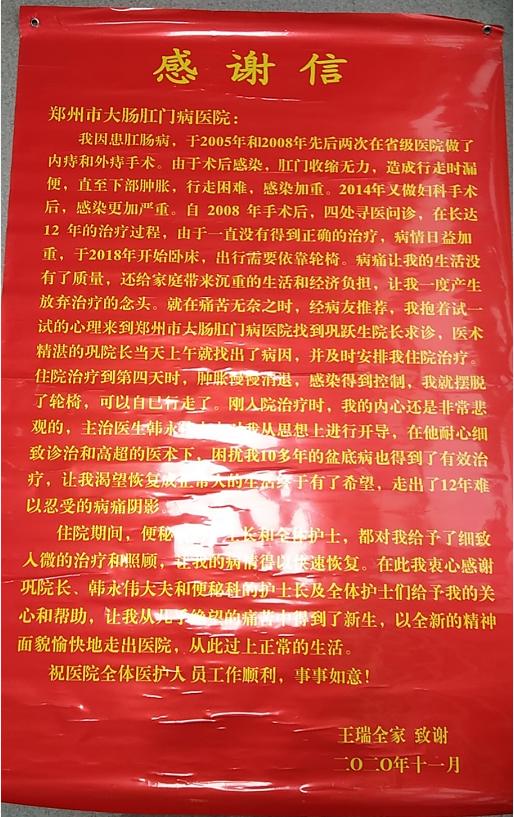 感谢信
郑州市大肠肛门病医院：
我因患肛肠病，于2005年和2008年先后两次在省级医院做了
内痔和外痔手术。由于术后感染，肛门收缩无力，造成行走时漏
便，直至下部肿胀，行走困难，感染加重。2014年又做妇科手术
后，感染更加严重。自 2008 年手术后，四处寻医问诊，在长达
12 年的治疗过程，由于一直没有得到正确的治疗，病情日益加
重，于2018年开始卧床，出行需要依靠轮椅。病痛让我的生活没
有了质量，还给家庭带来沉重的生活和经济负担，让我一度产生
放弃治疗的念头。就在痛苦无奈之时，经病友推荐，我抱着试一
试的心理来到郑州市大肠肛门病医院找到巩跃生院长求诊，医术
精湛的巩院长当天上午就找出了病因，并及时安排我住院治疗。
住院治疗到第四天时，肿胀慢慢消退，感染得到控制，我就摆脱
了轮椅，可以自已行走了。刚入院治疗时，我的内心还是非常悲
观的，主治医生韩永伟大夫对我从思想上进行开导，在他耐心细
致诊治和高超的医术下，困扰我10多年的盆底病也得到了有效治
疗，让我渴望恢复成正常人的生活终于有了希望，走出了12年难
以忍受的病痛阴影。
住院期间，便秘士长和全体护士，都对我给予了细致
入微的治疗和照顾，让我的病情得以快速恢复。在此我衷心感谢
巩院长、韩永伟大夫和便秘科的护士长及全体护士们给予我的关
心和帮助，让我从几乎绝望的痛苦中得到了新生，以全新的精神
面貌愉快地走出医院，从此过上正常的生活。
祝医院全体医护人员工作顺利，事事如意！
王瑞全家 致谢
二〇二〇年十一月